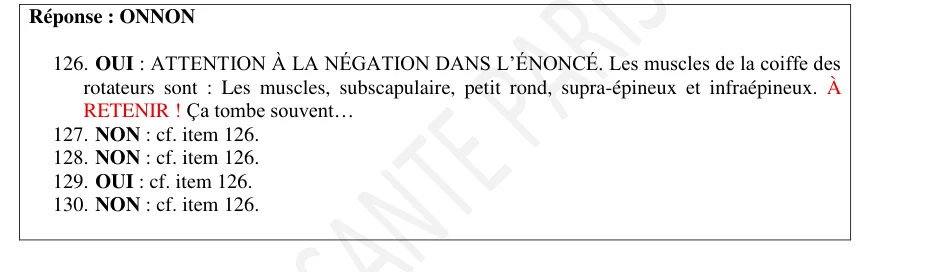 Réponse : ONNON
126. OUI : ATTENTION À LA NÉGATION DANS L’ÉNONCÉ. Les muscles de la coiffe des
rotateurs sont : Les muscles, subscapulaire, petit rond, supra-épineux et infraépineux. À
RETENIR ! Ça tombe souvent…
127. NON : cf. item 126.
128. NON : cf. item 126.
129. OUI : cf. item 126.
130. NON : cf. item 126.
SANTE PARIS